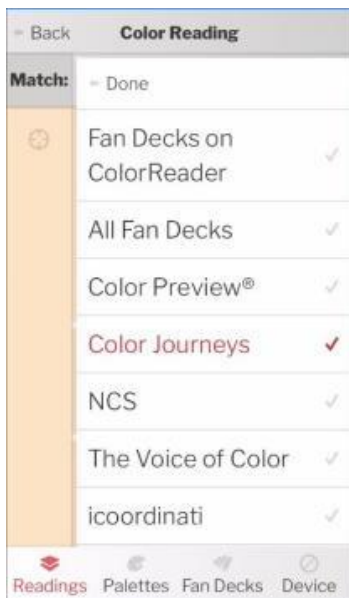 Back
Color Reading
Match:
Done
Fan Decks on
ColorReader
All Fan Decks
Color Preview®
Color Journeys
NCS
The Voice of Color
icoordinati
Readings Palettes Fan Decks Device